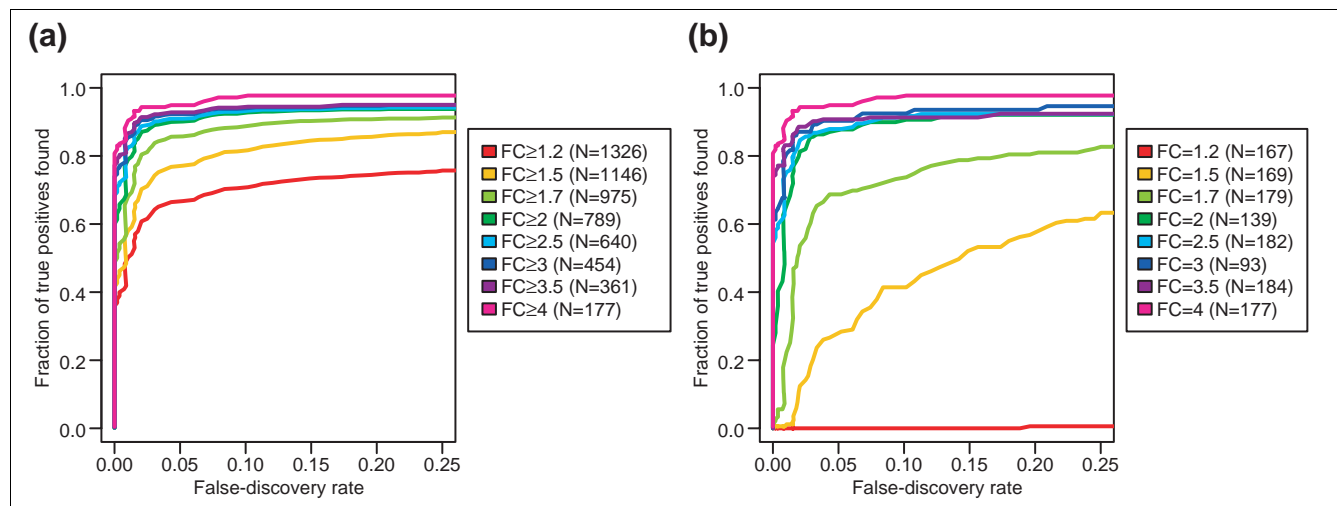 (a)
Fraction of true positives found
1.0
0.8
0.6
0.4
0.2
0.0
0.00 0.05 0.10 0.15 0.20 0.25
False-discovery rate
FC≥1.2 (N=1326)
FC≥1.5 (N=1146)
FC≥1.7 (N=975)
FC≥2 (N=789)
FC≥2.5 (N=640)
FC≥3 (N=454)
FC≥3.5 (N=361)
FC≥4 (N=177)
(b)
Fraction of true positives found
1.0
0.8
0.6
0.4
0.2
0.0
0.00 0.05 0.10 0.15 0.20 0.25
False-discovery rate
FC=1.2 (N=167)
FC=1.5 (N=169)
FC=1.7 (N=179)
FC=2 (N=139)
FC=2.5 (N=182)
FC=3 (N=93)
FC=3.5 (N=184)
FC=4 (N=177)